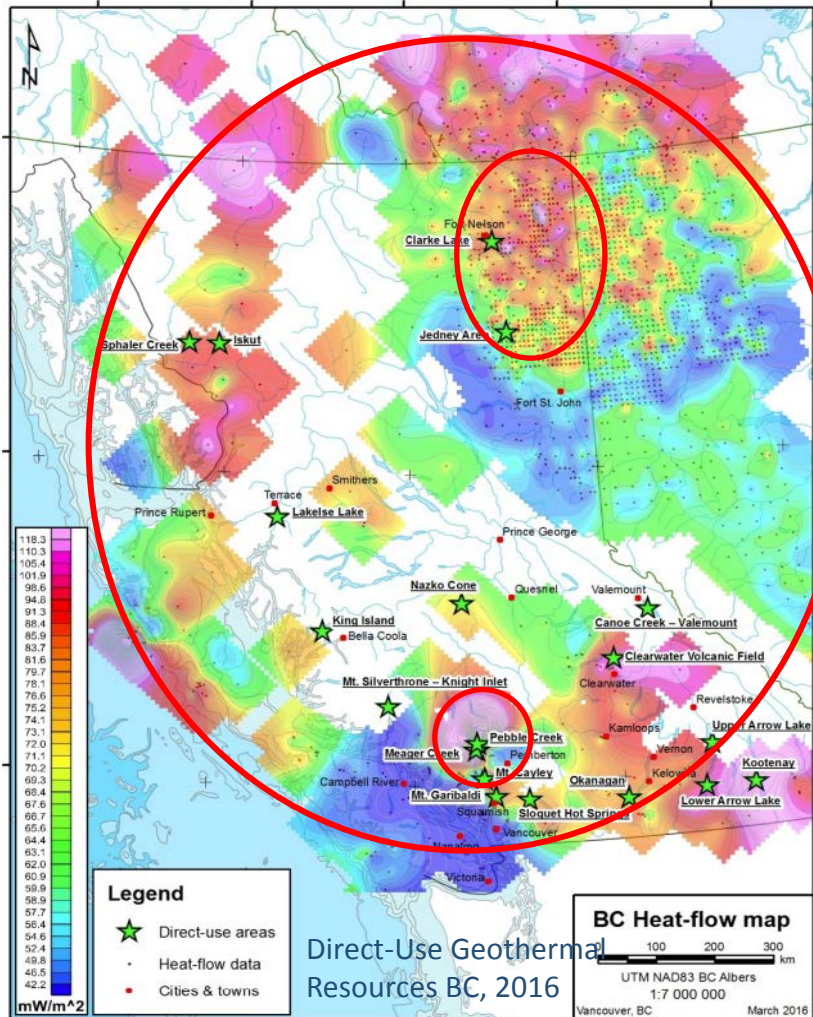 N
Fort Nelson
Clarke Lake
Jedney Area
Sphaler Creek
Iskut
Fort St. John
Smithers
Terrace
Prince Rupert
Lakelse Lake
Prince George
Nazko Cone
Quesnel
Valemount
Canoe Creek – Valemount
King Island
Bella Coola
Clearwater Volcanic Field
Clearwater
Mt. Silverthrone – Knight Inlet
Revelstoke
Pebble Creek
Kamloops
Upper Arrow Lake
Meager Creek
Pemberton
Vernon
Mt. Cayley
Kootenay
Campbell River
Okanagan
Kelowna
Mt. Garibaldi
Lower Arrow Lake
Squamish
Sloquet Hot Springs
Vancouver
Nanaimo
Victoria
118.3
110.3
105.4
101.9
98.6
94.8
91.3
88.4
85.9
83.7
81.6
79.7
78.1
76.6
75.2
74.1
73.0
72.0
71.1
70.2
69.3
68.4
67.6
66.7
65.7
64.4
63.1
62.0
60.9
59.9
58.9
57.7
56.4
54.6
52.4
49.8
46.5
42.2
mW/m^2
Legend
Direct-use areas
Heat-flow data
Cities & towns
Direct-Use Geothermal
Resources BC, 2016
BC Heat-flow map
0 100 200 300
km
UTM NAD83 BC Albers
1:7 000 000
Vancouver, BC March 2016